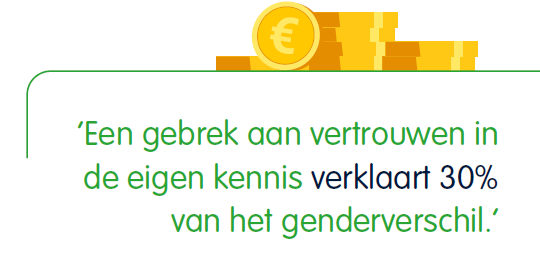 €
‘Een gebrek aan vertrouwen in
de eigen kennis verklaart 30%
van het genderverschil.’